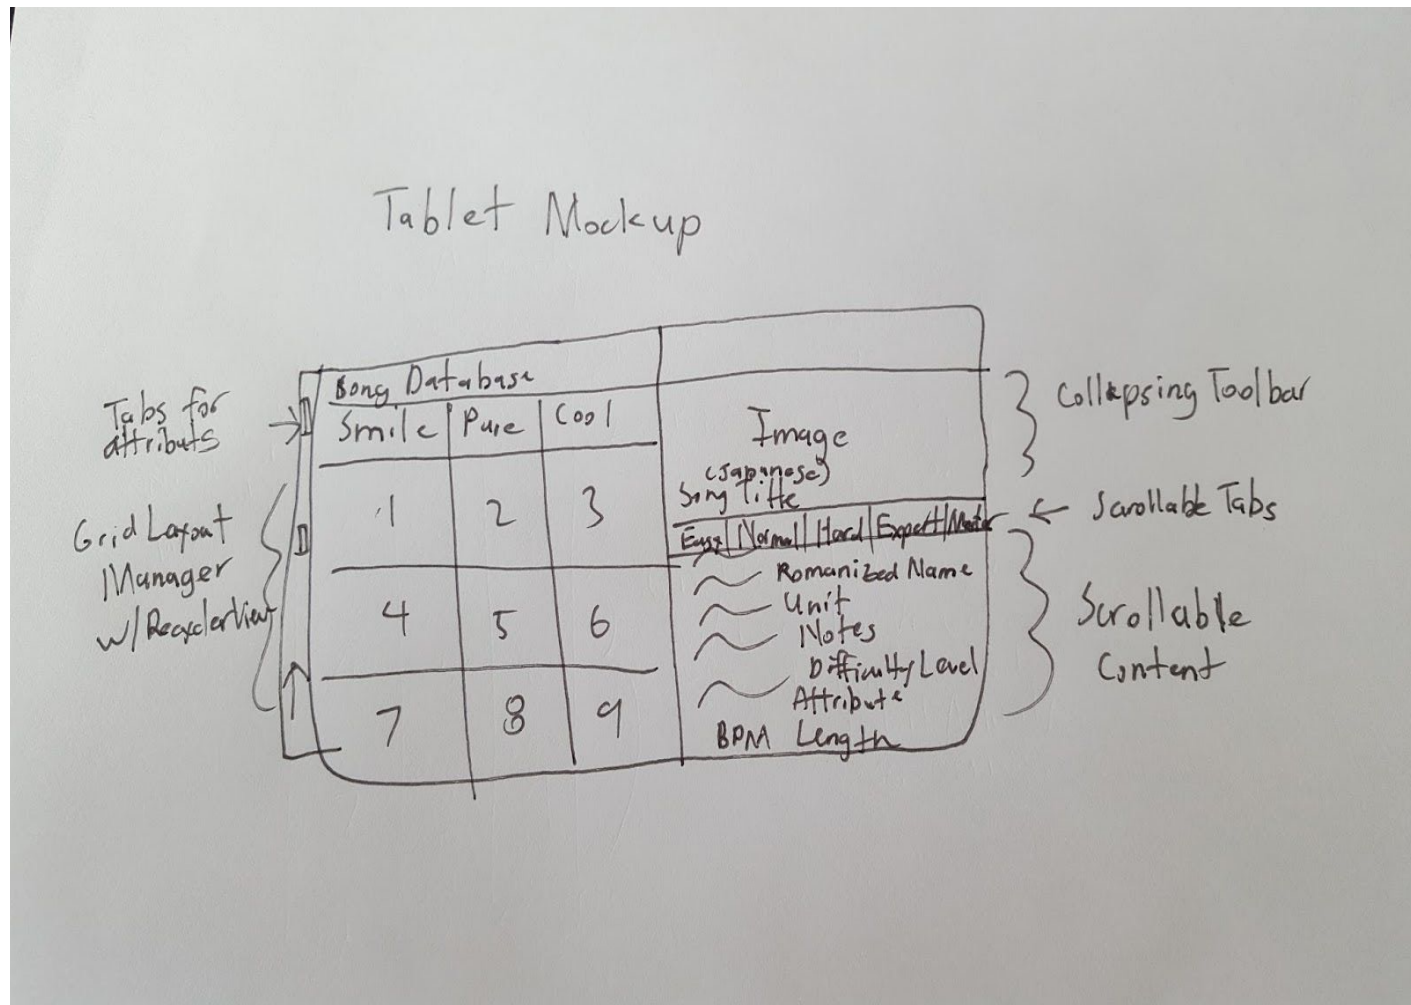 Tablet Mockup
Song Database
Smile Pure Cool
1 2 3
4 5 6
7 8 9
Image
(Japanese)
Song Title
Easy Normal Hard Expert Master
Romanized Name
Unit
Notes
Difficulty Level
Attribute
BPM Length
Tabs for
attributs
Grid Layout
Manager
w/ RecyclerView
Collapsing Toolbar
Scrollable Tabs
Scrollable
Content